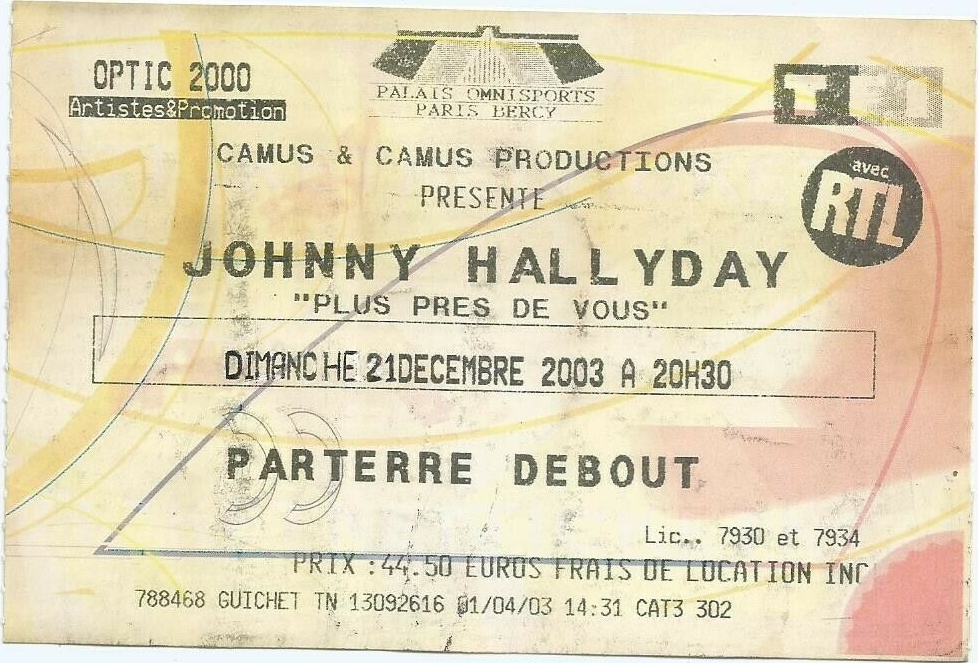 OPTIC 2000
Artistes&Promotion
PALAIS OMNISPORTS
PARIS BERCY
TF1
avec
RTL
CAMUS & CAMUS PRODUCTIONS
PRESENTE
JOHNNY HALLYDAY
"PLUS PRES DE VOUS"
DIMANCHE 21DECEMBRE 2003 A 20H30
PARTERRE DEBOUT
Lic.. 7930 et 7934
PRIX :44.50 EUROS FRAIS DE LOCATION INC
788468 GUICHET TN 13092616 01/04/03 14:31 CAT3 302